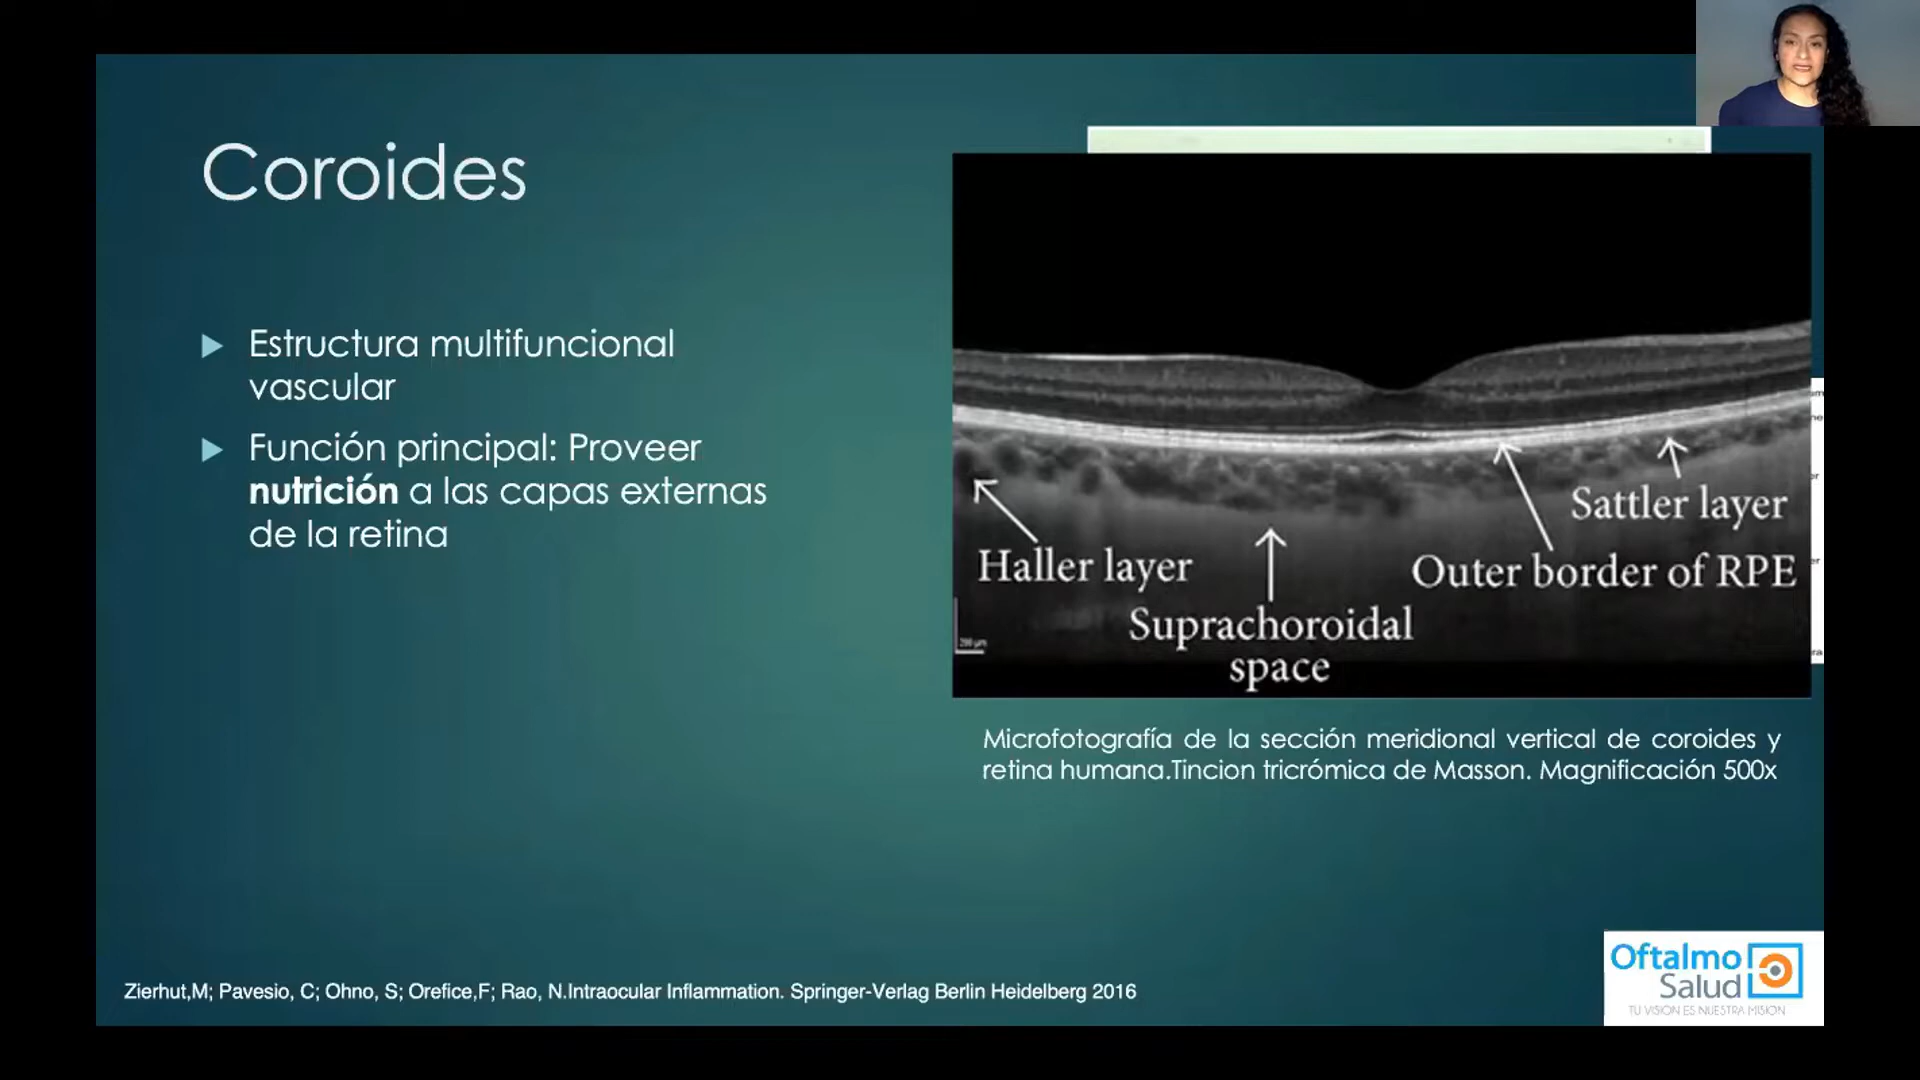 Coroides
Estructura multifuncional
vascular
Función principal: Proveer
nutrición a las capas externas
de la retina
Haller layer
Suprachoroidal
space
Outer border of RPE
Sattler layer
200 µm
Microfotografía de la sección meridional vertical de coroides y
retina humana.Tincion tricrómica de Masson. Magnificación 500x
Zierhut,M; Pavesio, C; Ohno, S; Orefice,F; Rao, N.Intraocular Inflammation. Springer-Verlag Berlin Heidelberg 2016
Oftalmo
Salud
TU VISION ES NUESTRA MISION